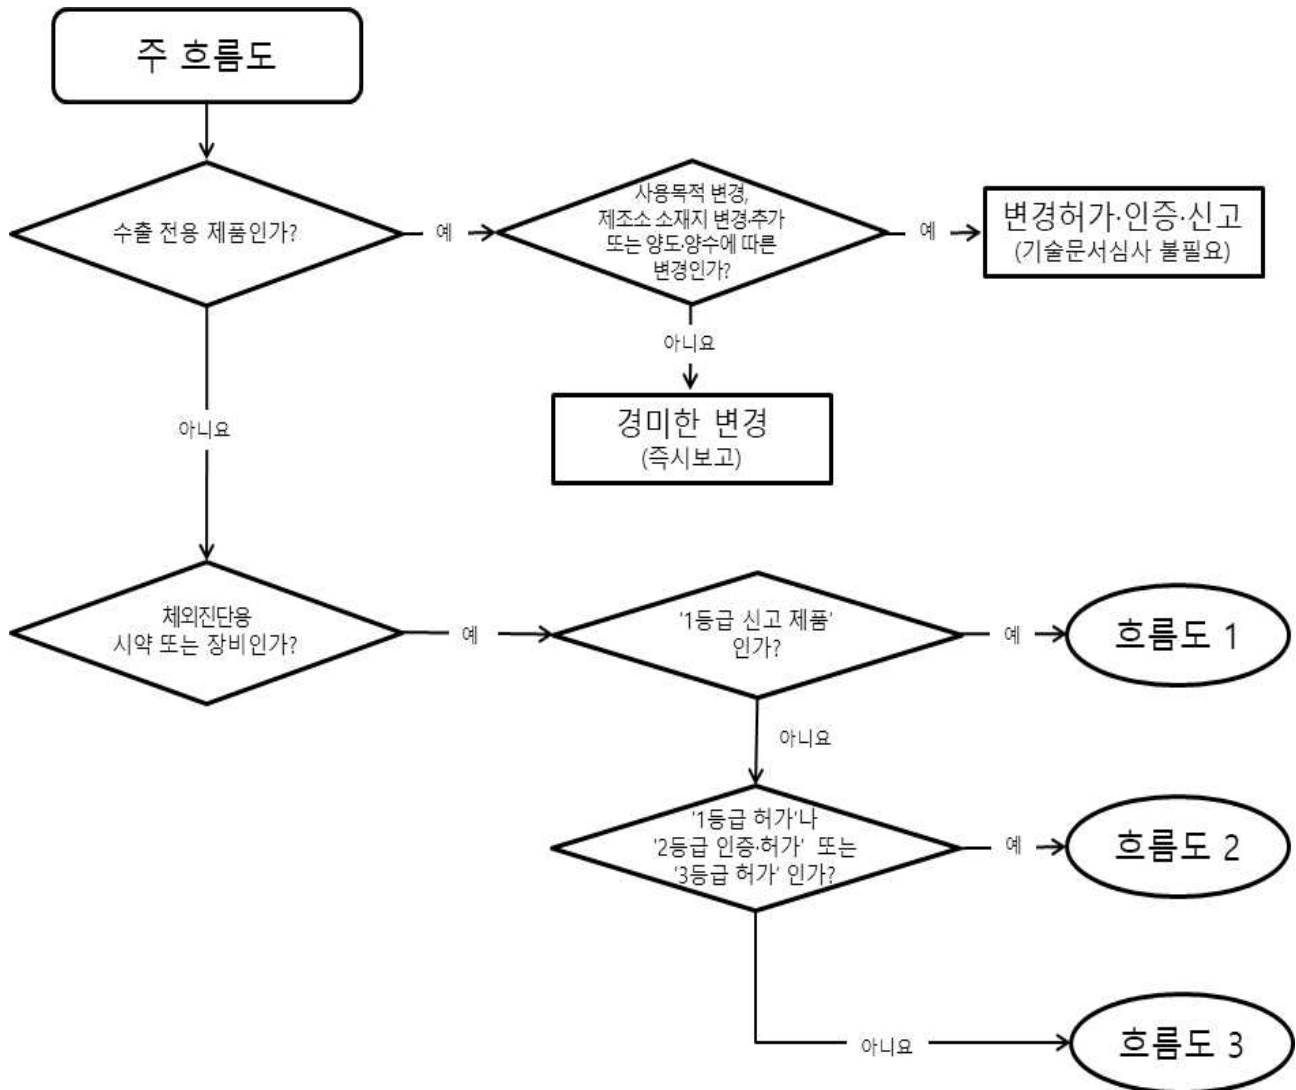 주 흐름도
수출 전용 제품인가?
예
사용목적 변경,
제조소 소재지 변경·추가
또는 양도·양수에 따른
변경인가?
예
변경허가·인증·신고
(기술문서심사 불필요)
아니요
경미한 변경
(즉시보고)
아니요
체외진단용
시약 또는 장비인가?
예
'1등급 신고 제품'
인가?
예
흐름도 1
아니요
'1등급 허가'나
'2등급 인증·허가' 또는
'3등급 허가' 인가?
예
흐름도 2
아니요
흐름도 3